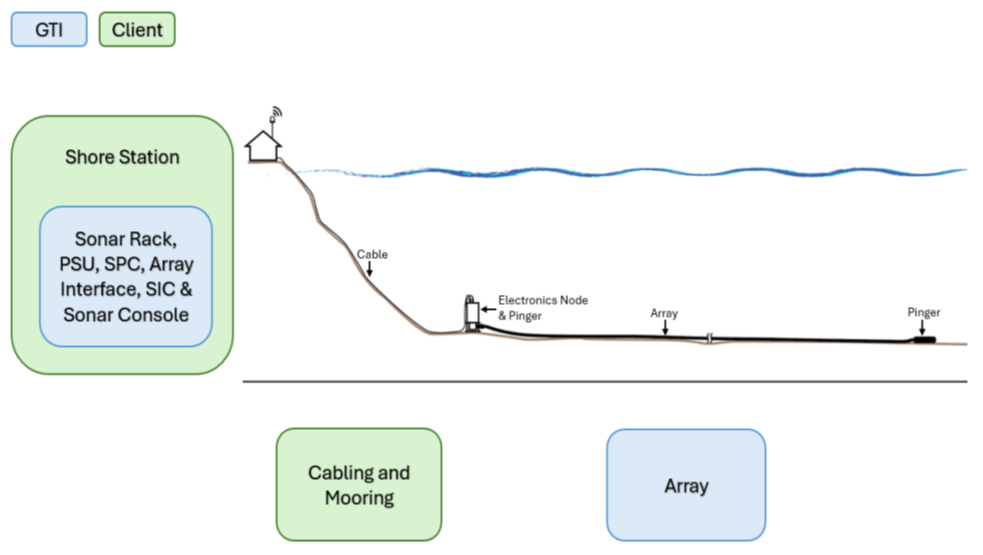 GTI
Client
Shore Station
Sonar Rack,
PSU, SPC, Array
Interface, SIC &
Sonar Console
Cable
Electronics Node
& Pinger
Array
Pinger
Cabling and
Mooring
Array